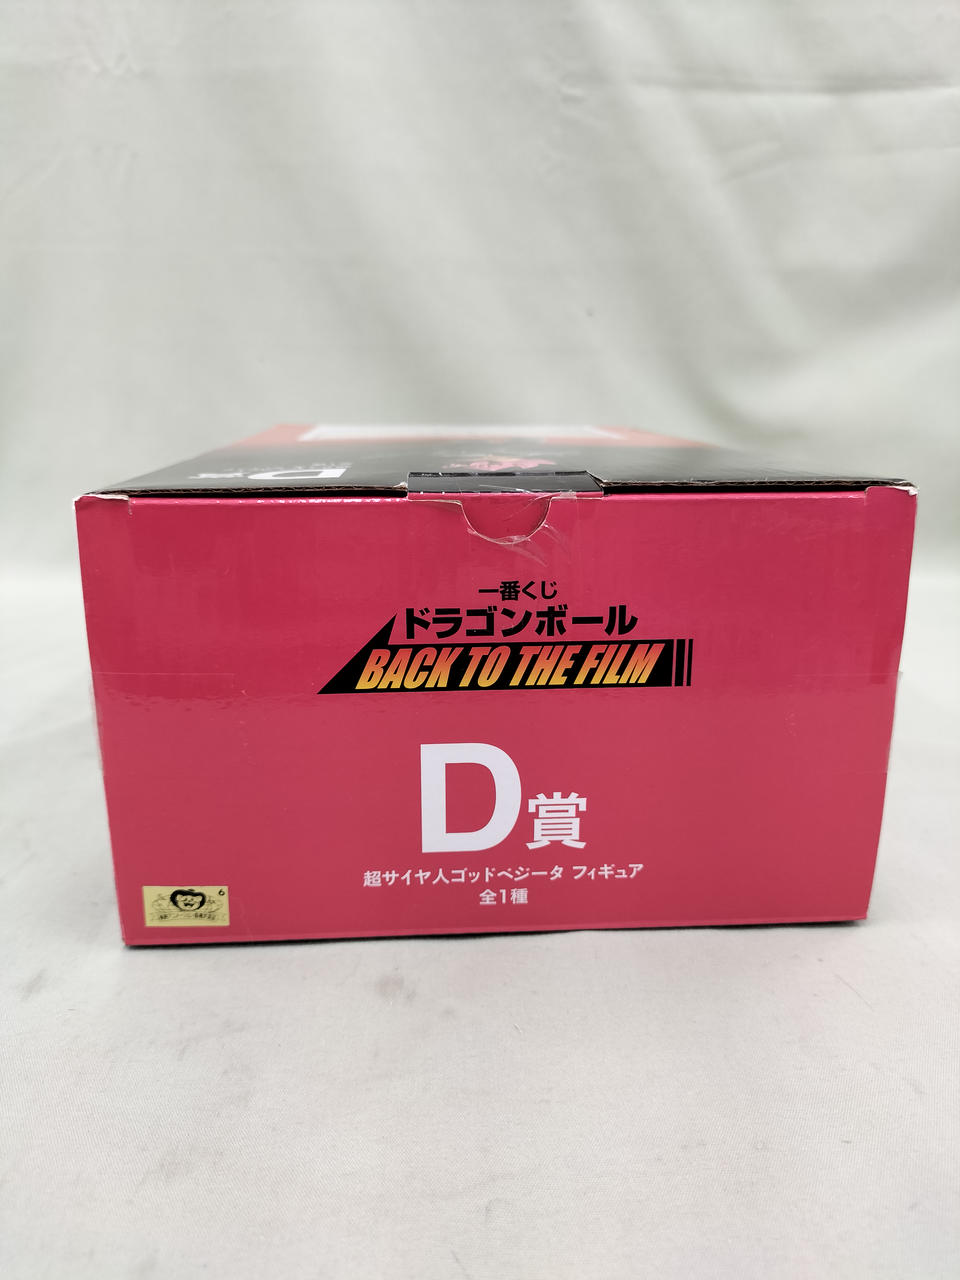 一番くじ
ドラゴンボール
BACK TO THE FILM
D賞
超サイヤ人ゴッドベジータ フィギュア
全1種
6